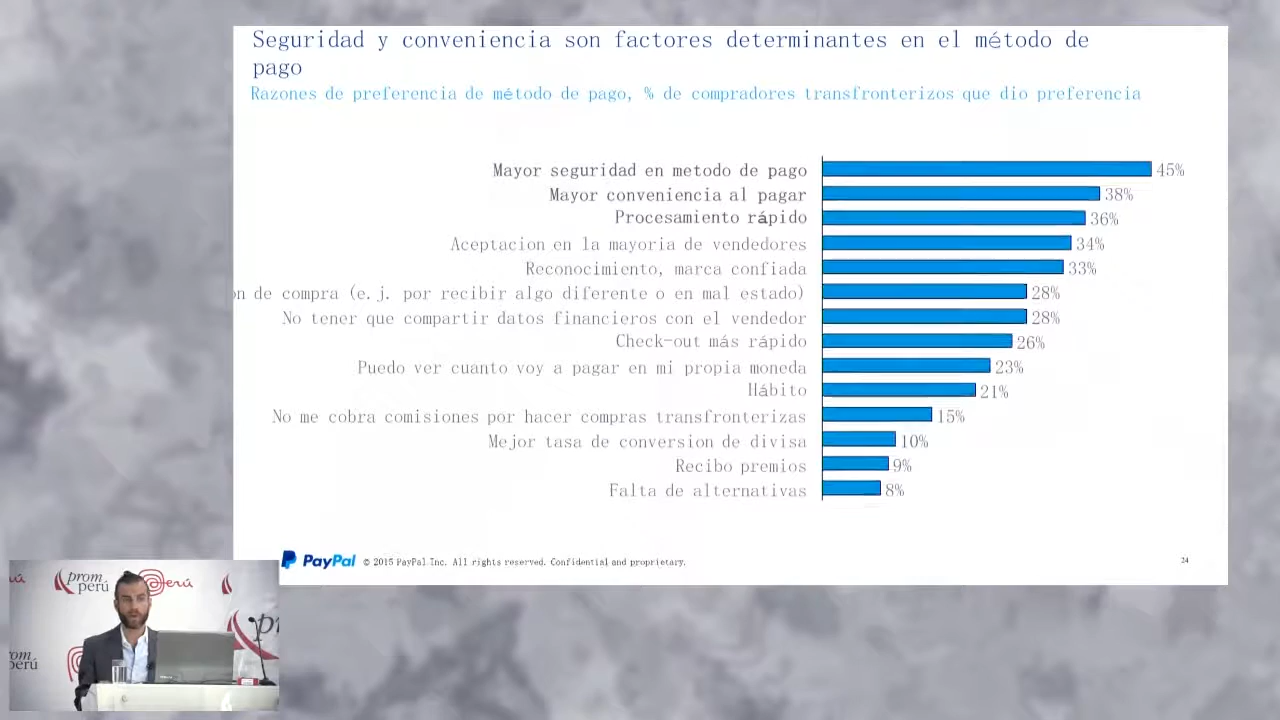 Seguridad y conveniencia son factores determinantes en el método de
pago
Razones de preferencia de método de pago, % de compradores transfronterizos que dio preferencia
Mayor seguridad en metodo de pago 45%
Mayor conveniencia al pagar 38%
Procesamiento rápido 36%
Aceptacion en la mayoria de vendedores 34%
Reconocimiento, marca confiada 33%
de compra (e.j. por recibir algo diferente o en mal estado) 28%
No tener que compartir datos financieros con el vendedor 28%
Check-out más rápido 26%
Puedo ver cuanto voy a pagar en mi propia moneda 23%
Hábito 21%
No me cobra comisiones por hacer compras transfronterizas 15%
Mejor tasa de conversion de divisa 10%
Recibo premios 9%
Falta de alternativas 8%
PayPal © 2015 PayPal Inc. All rights reserved. Confidential and proprietary. 24
prom
perú
Perú